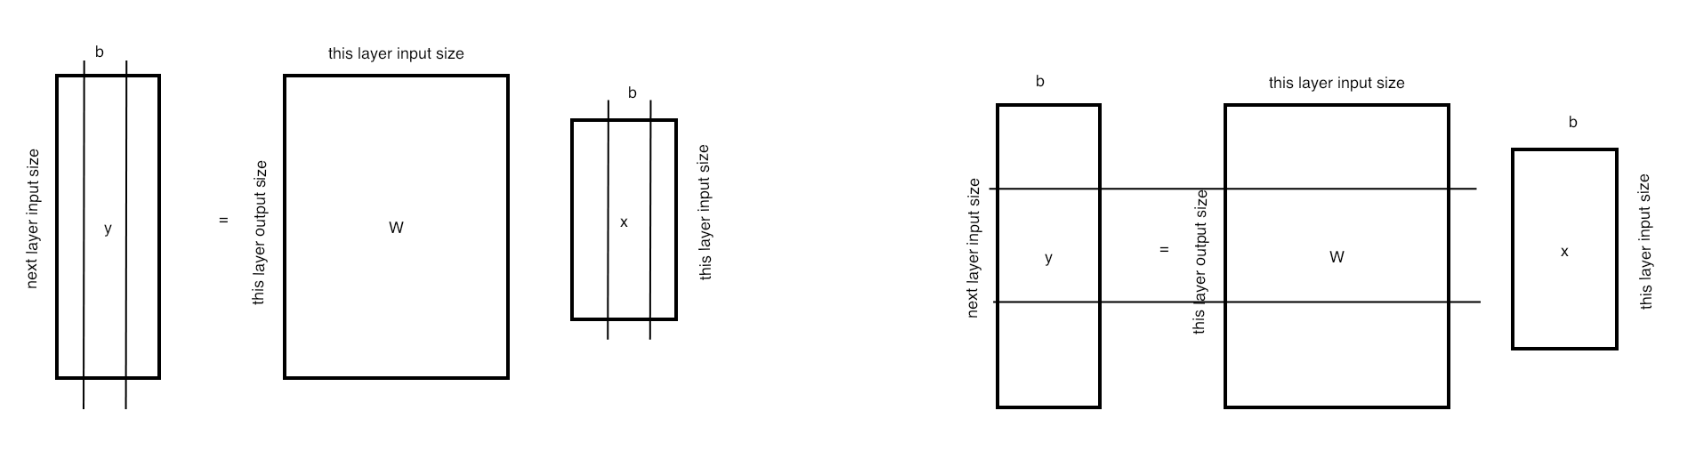 b
this layer input size
b
next layer input size
y
=
this layer output size
W
x
this layer input size
b
this layer input size
b
next layer input size
y
=
this layer output size
W
x
this layer input size